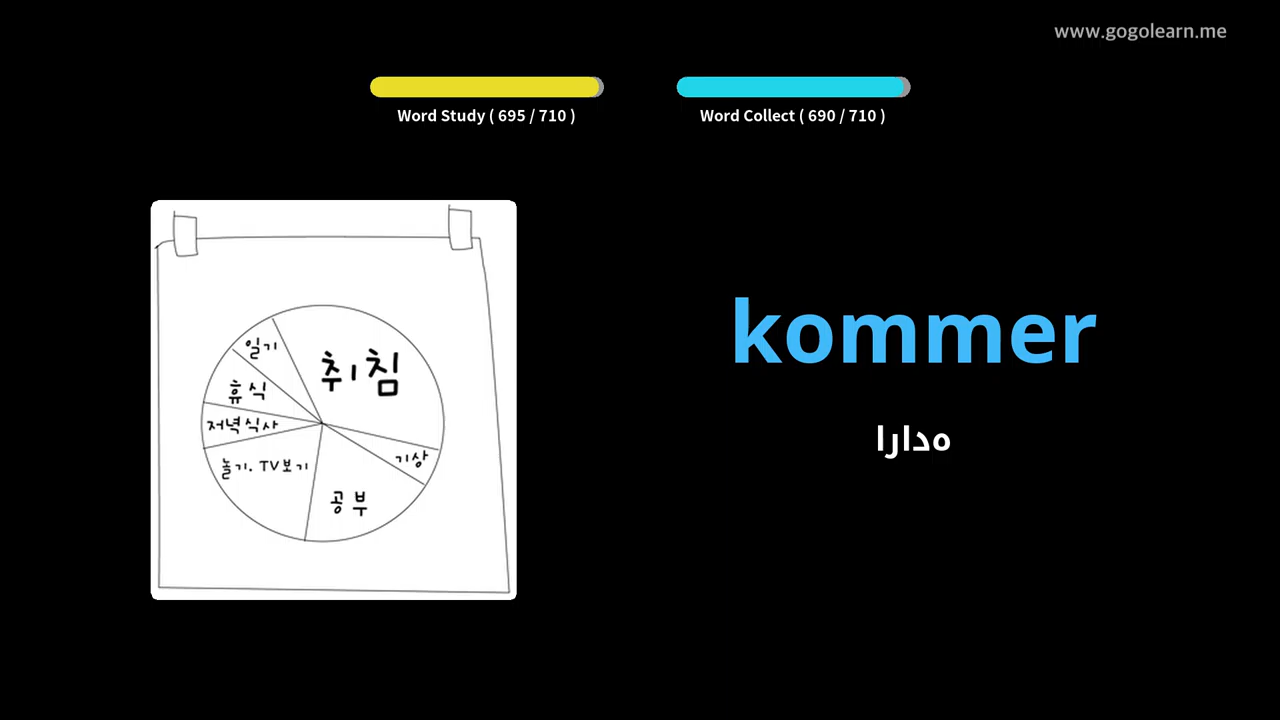 www.gogolearn.me
Word Study ( 695 / 710 )
Word Collect ( 690 / 710 )
일기
취침
휴식
저녁식사
놀기. TV보기
기상
공부
kommer
اراده